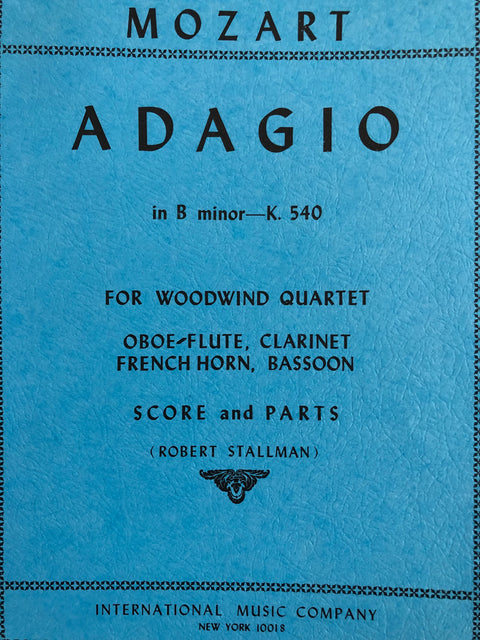 MOZART
ADAGIO
in B minor—K. 540
FOR WOODWIND QUARTET
OBOE-FLUTE, CLARINET
FRENCH HORN, BASSOON
SCORE and PARTS
(ROBERT STALLMAN)
INTERNATIONAL MUSIC COMPANY
NEW YORK 10018